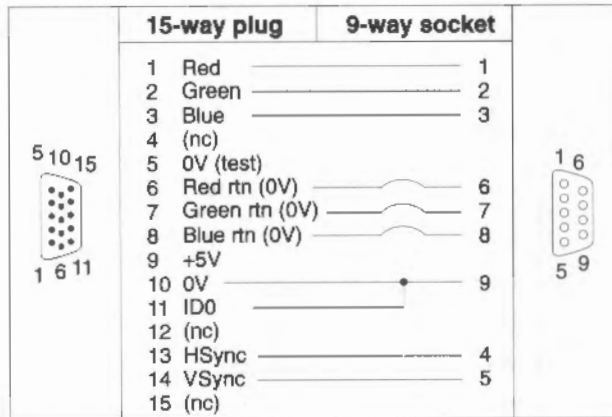 15-way plug 9-way socket
1 Red 1
2 Green 2
3 Blue 3
4 (nc)
5 0V (test)
6 Red rtn (0V) 6
7 Green rtn (0V) 7
8 Blue rtn (0V) 8
9 +5V
10 0V 9
11 ID0
12 (nc)
13 HSync 4
14 VSync 5
15 (nc)
5 10 15
1 6 11
1 6
5 9